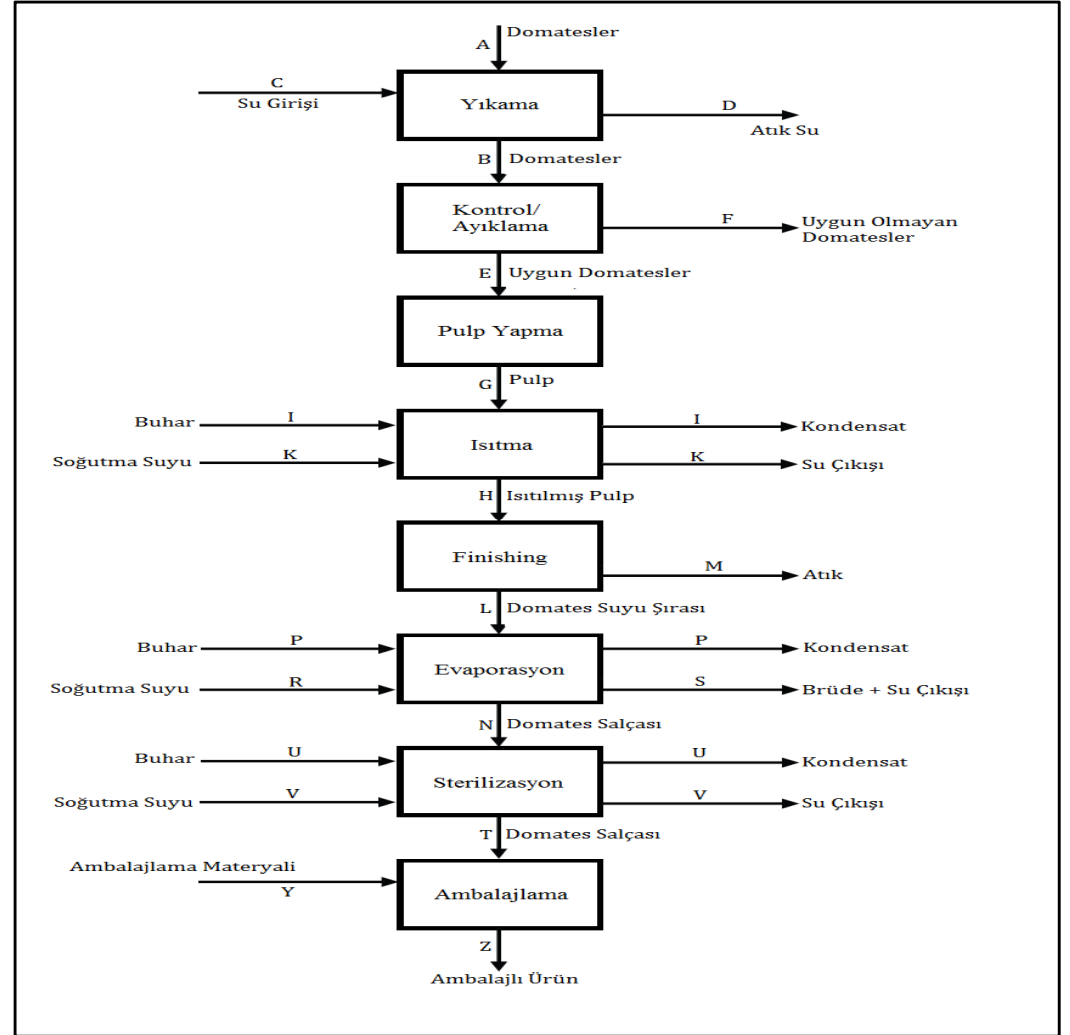 Domatesler
A
C
Su Girişi
Yıkama
D
Atık Su
B
Domatesler
Kontrol/
Ayıklama
F
Uygun Olmayan
Domatesler
E
Uygun Domatesler
Pulp Yapma
G
Pulp
Buhar
I
I
Kondensat
Isıtma
Soğutma Suyu
K
K
Su Çıkışı
H
Isıtılmış Pulp
Finishing
M
Atık
L
Domates Suyu Şırası
Buhar
P
P
Kondensat
Evaporasyon
Soğutma Suyu
R
S
Brüde + Su Çıkışı
N
Domates Salçası
Buhar
U
U
Kondensat
Sterilizasyon
Soğutma Suyu
V
V
Su Çıkışı
T
Domates Salçası
Ambalajlama Materyali
Y
Ambalajlama
Z
Ambalajlı Ürün